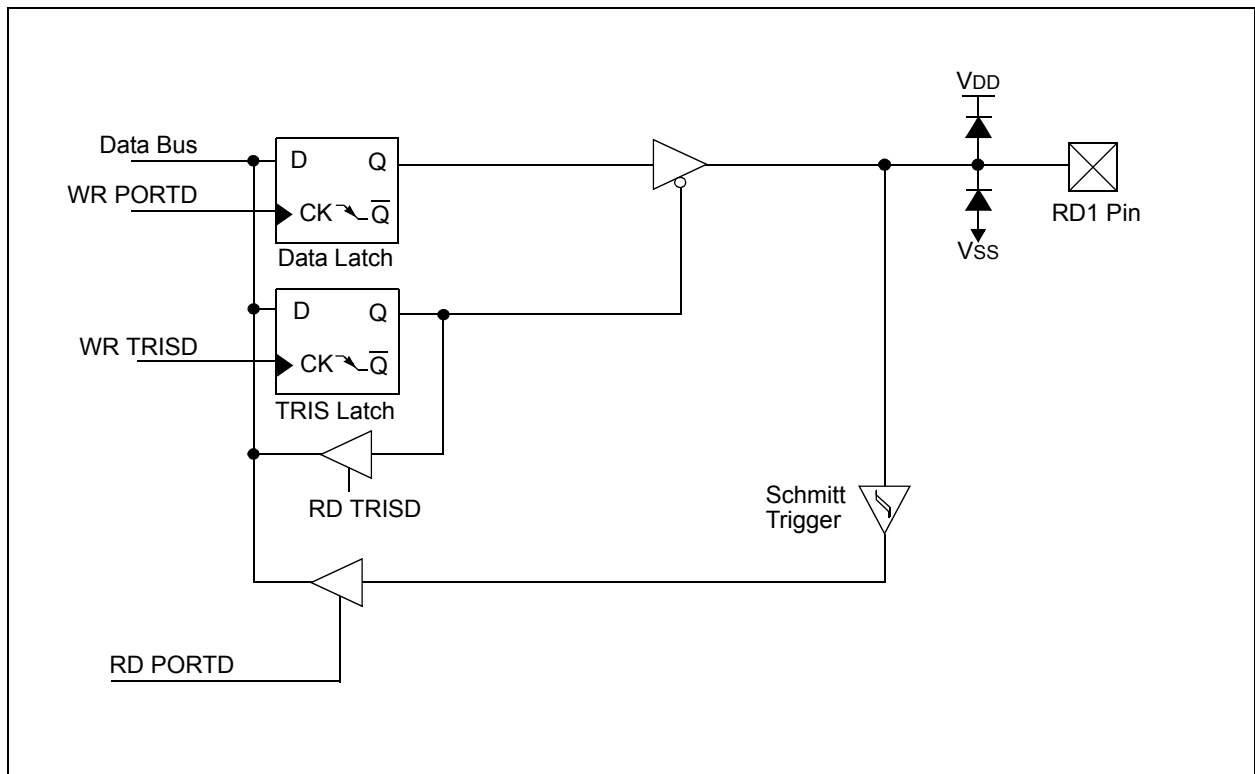 VDD
Data Bus
D Q
WR PORTD
CK Q̅
RD1 Pin
Data Latch
VSS
D Q
WR TRISD
CK Q̅
TRIS Latch
RD TRISD
Schmitt
Trigger
RD PORTD